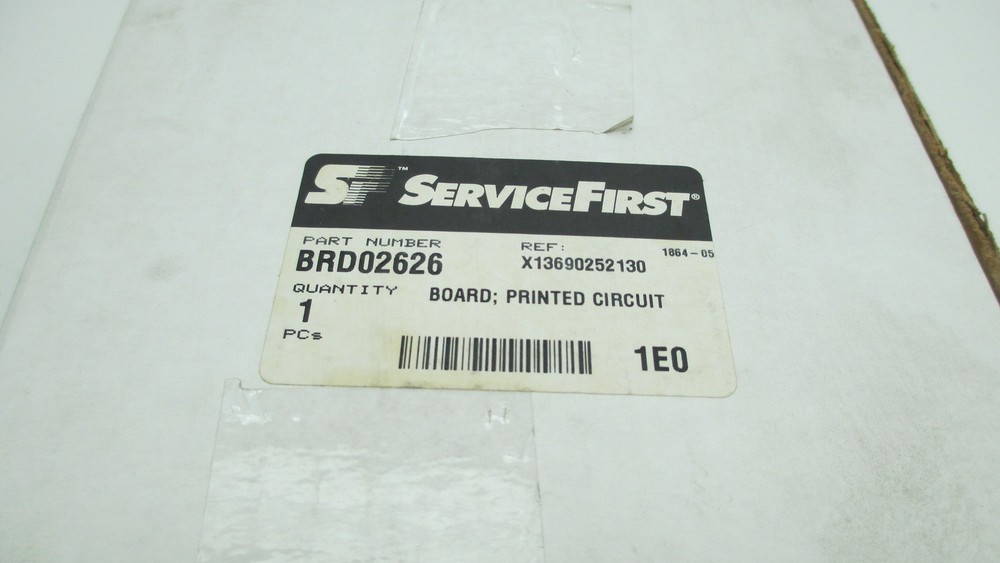 SF™ SERVICEFIRST®
PART NUMBER REF: 1864-05
BRD02626 X13690252130
QUANTITY BOARD; PRINTED CIRCUIT
1
PCs
1E0